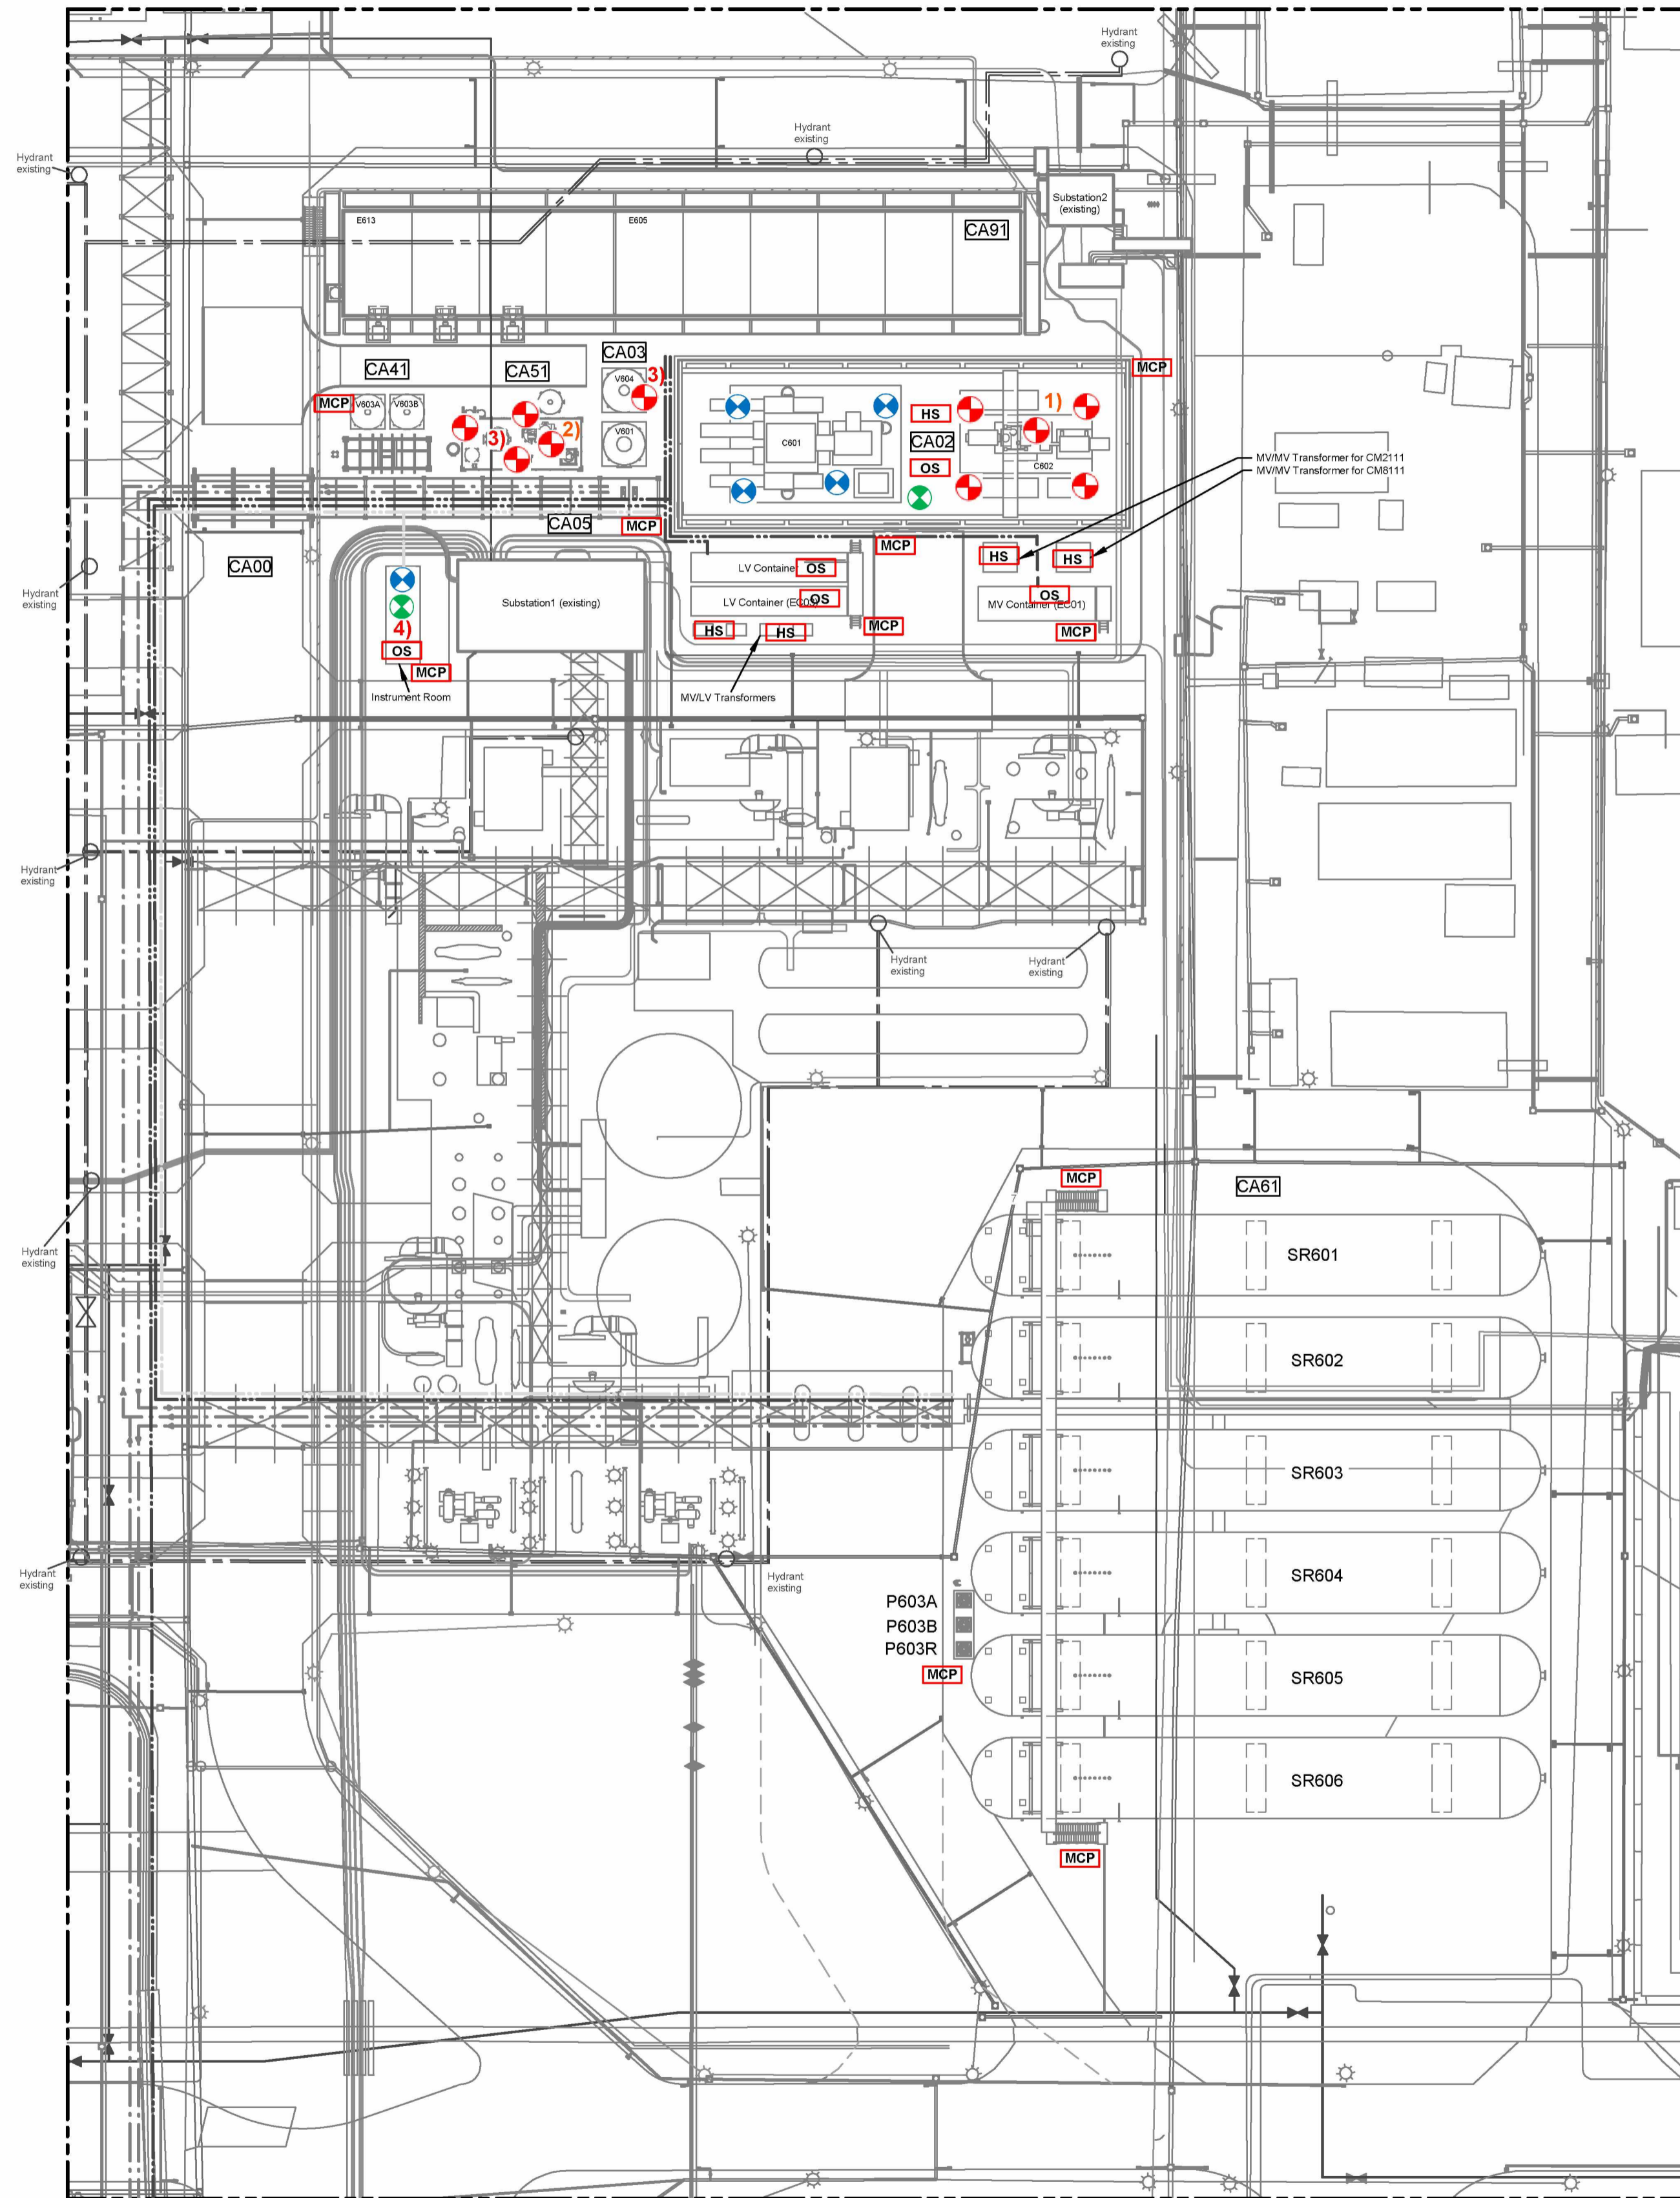 Hydrant
existing
Hydrant
existing
Hydrant
existing
Substation2
(existing)
E613
E605
CA91
CA03
CA41
CA51
V604
3)
MCP
MCP
V603A
V603B
1)
HS
2)
3)
V601
C601
CA02
C602
OS
MV/MV Transformer for CM2111
MV/MV Transformer for CM8111
CA05
MCP
MCP
CA00
HS
HS
LV Container
OS
Hydrant
existing
Substation1 (existing)
LV Container (EC03)
OS
OS
MV Container (EC01)
4)
HS
HS
MCP
MCP
OS
MCP
Instrument Room
MV/LV Transformers
Hydrant
existing
Hydrant
existing
Hydrant
existing
MCP
CA61
Hydrant
existing
SR601
SR602
SR603
Hydrant
existing
Hydrant
existing
SR604
P603A
P603B
P603R
MCP
SR605
SR606
MCP